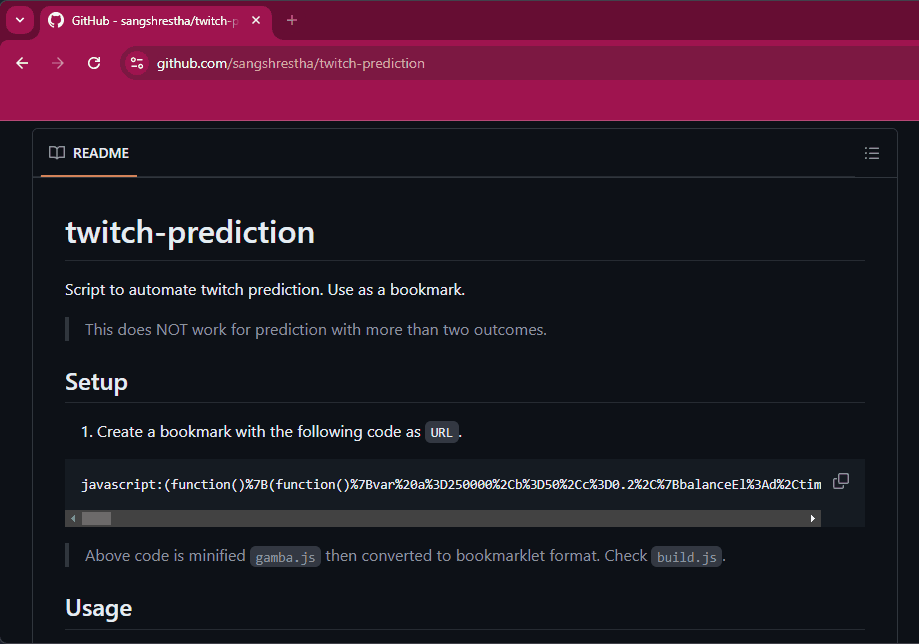 GitHub - sangshrestha/twitch-p
github.com/sangshrestha/twitch-prediction
README
twitch-prediction
Script to automate twitch prediction. Use as a bookmark.
This does NOT work for prediction with more than two outcomes.
Setup
1. Create a bookmark with the following code as URL.
javascript:(function()%7B(function()%7Bvar%20a%3D250000%2Cb%3D50%2Cc%3D0.2%2C%7BbalanceEl%3Ad%2Ctim
Above code is minified gamba.js then converted to bookmarklet format. Check build.js.
Usage